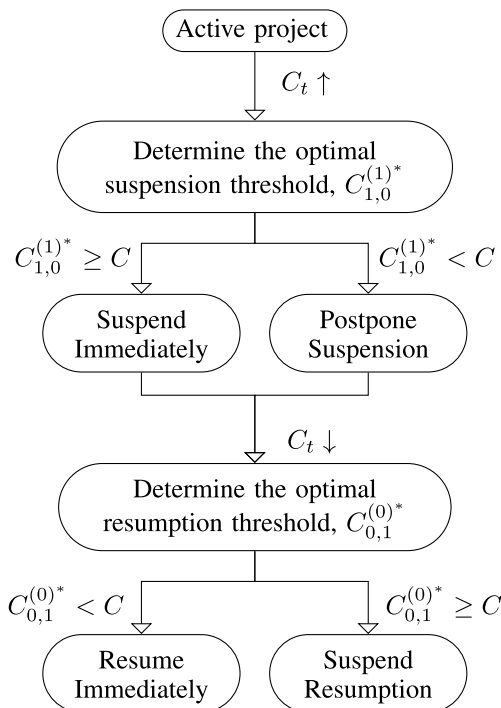 Active project
C_t ↑
Determine the optimal
suspension threshold, C_{1,0}^{(1)*}
C_{1,0}^{(1)*} ≥ C
C_{1,0}^{(1)*} < C
Suspend
Immediately
Postpone
Suspension
C_t ↓
Determine the optimal
resumption threshold, C_{0,1}^{(0)*}
C_{0,1}^{(0)*} < C
C_{0,1}^{(0)*} ≥ C
Resume
Immediately
Suspend
Resumption